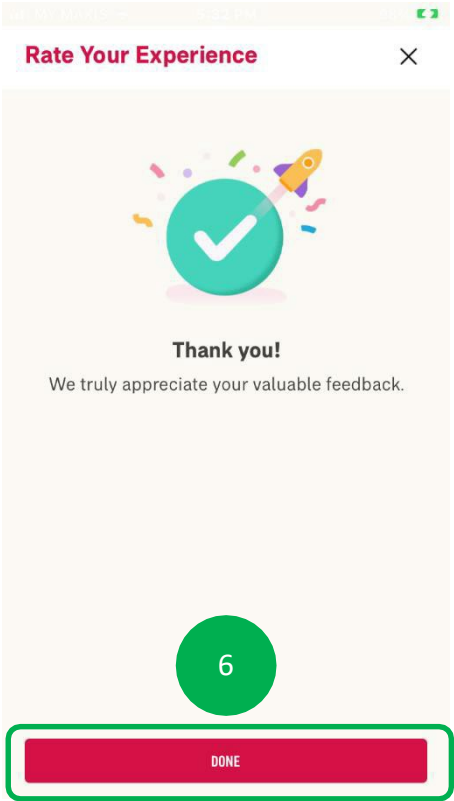 Rate Your Experience
Thank you!
We truly appreciate your valuable feedback.
6
DONE